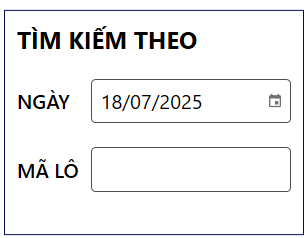 TÌM KIẾM THEO
NGÀY 18/07/2025
MÃ LÔ